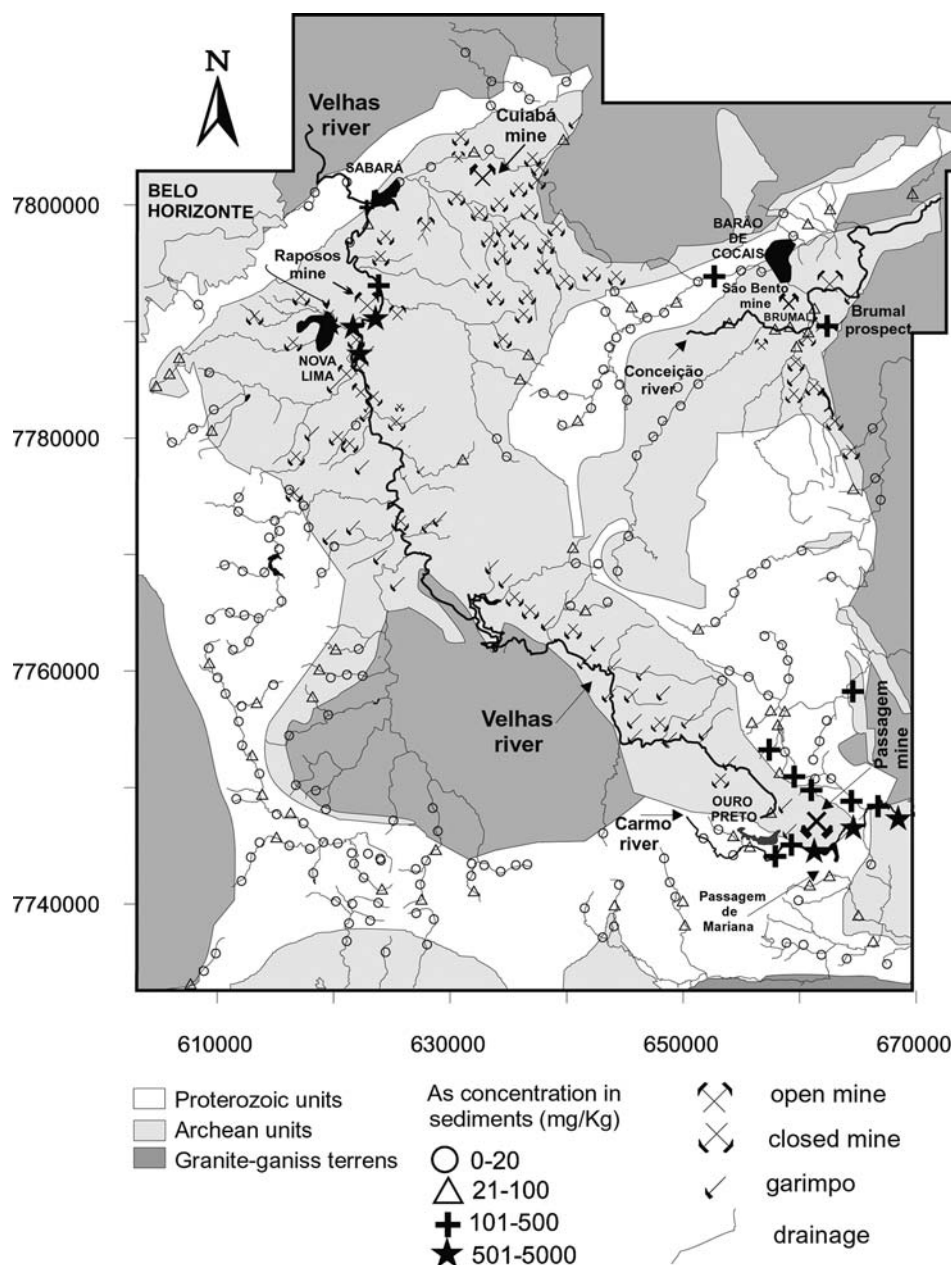 N
Velhas
river
Cuiabá
mine
SABARÁ
BELO
HORIZONTE
7800000
BARÃO
DE
COCAIS
Raposos
mine
São Bento
mine
BRUMAL
Brumal
prospect
NOVA
LIMA
Conceição
river
7780000
7760000
Velhas
river
Passagem
mine
OURO
PRETO
Carmo
river
Passagem
de
Mariana
7740000
610000
630000
650000
670000
Proterozoic units
Archean units
Granite-ganiss terrens
As concentration in
sediments (mg/Kg)
0-20
21-100
101-500
501-5000
open mine
closed mine
garimpo
drainage